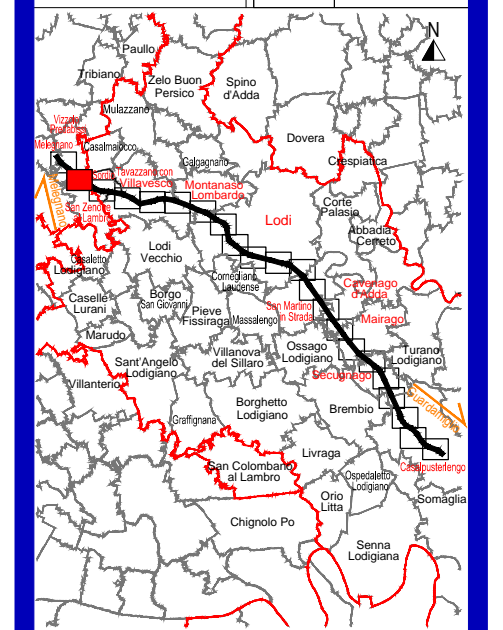 N
Paullo
Tribiano
Zelo Buon
Persico
Spino
d'Adda
Mulazzano
Dovera
Casalmaiocco
Melegnano
Galgagnano
Crespiatica
Tavazzano con
Villavesco
Montanaso
Lombardo
Corte
Palasio
San Zenone
al Lambro
Melegnano
Lodi
Abbadia
Cerreto
Lodi
Vecchio
Casaletto
Lodigiano
Cornegliano
Laudense
Cavenago
d'Adda
Caselle
Lurani
Borgo
San Giovanni
Pieve
Fissiraga
Massalengo
San Martino
in Strada
Mairago
Marudo
Ossago
Lodigiano
Turano
Lodigiano
Sant'Angelo
Lodigiano
Villanova
del Sillaro
Secugnago
Villanterio
Guardamiglio
Borghetto
Lodigiano
Brembio
Graffignana
Livraga
San Colombano
al Lambro
Casalpusterlengo
Ospedaletto
Lodigiano
Orio
Litta
Somaglia
Chignolo Po
Senna
Lodigiana